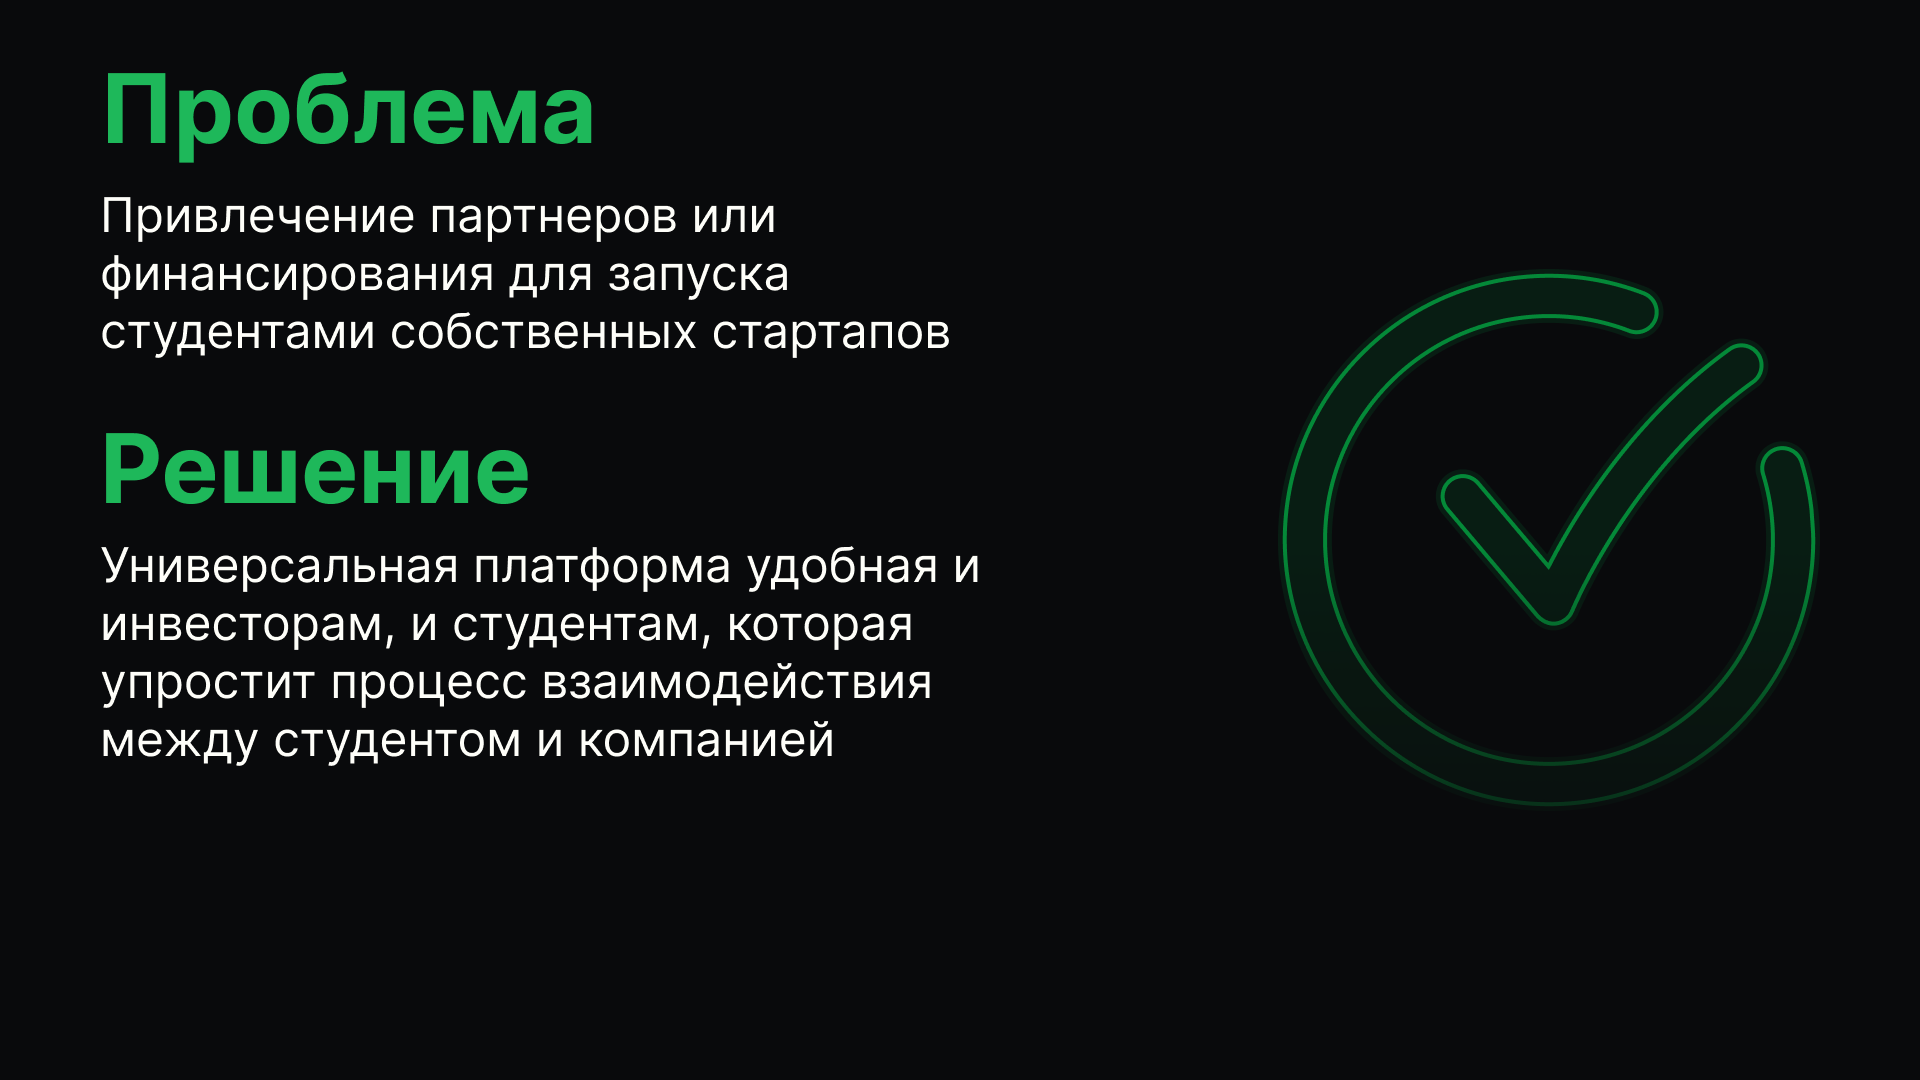 Проблема
Привлечение партнеров или
финансирования для запуска
студентами собственных стартапов
Решение
Универсальная платформа удобная и
инвесторам, и студентам, которая
упростит процесс взаимодействия
между студентом и компанией